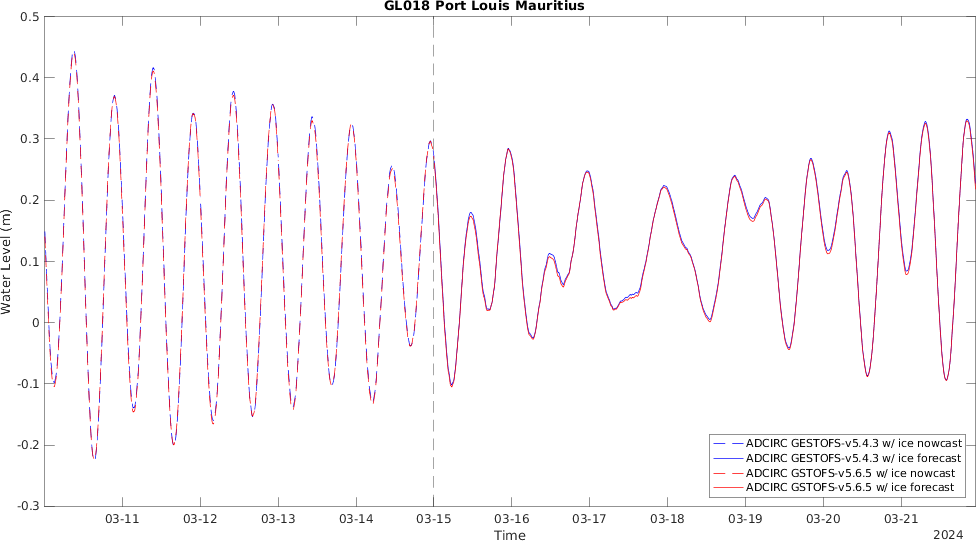 GL018 Port Louis Mauritius
0.5
0.4
0.3
0.2
0.1
0
-0.1
-0.2
-0.3
Water Level (m)
ADCIRC GESTOFS-v5.4.3 w/ ice nowcast
ADCIRC GESTOFS-v5.4.3 w/ ice forecast
ADCIRC GSTOFS-v5.6.5 w/ ice nowcast
ADCIRC GSTOFS-v5.6.5 w/ ice forecast
03-11 03-12 03-13 03-14 03-15 03-16 03-17 03-18 03-19 03-20 03-21
Time
2024